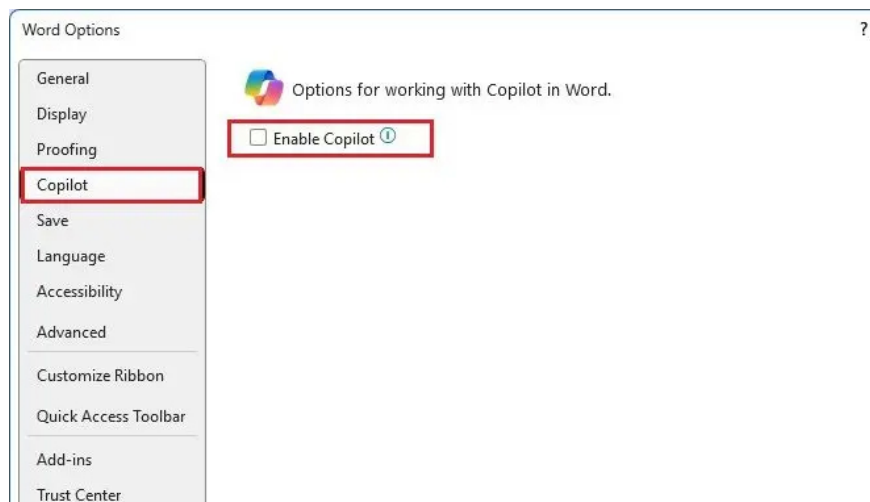 Word Options
?
General
Display
Proofing
Copilot
Save
Language
Accessibility
Advanced
Customize Ribbon
Quick Access Toolbar
Add-ins
Trust Center
Options for working with Copilot in Word.
Enable Copilot